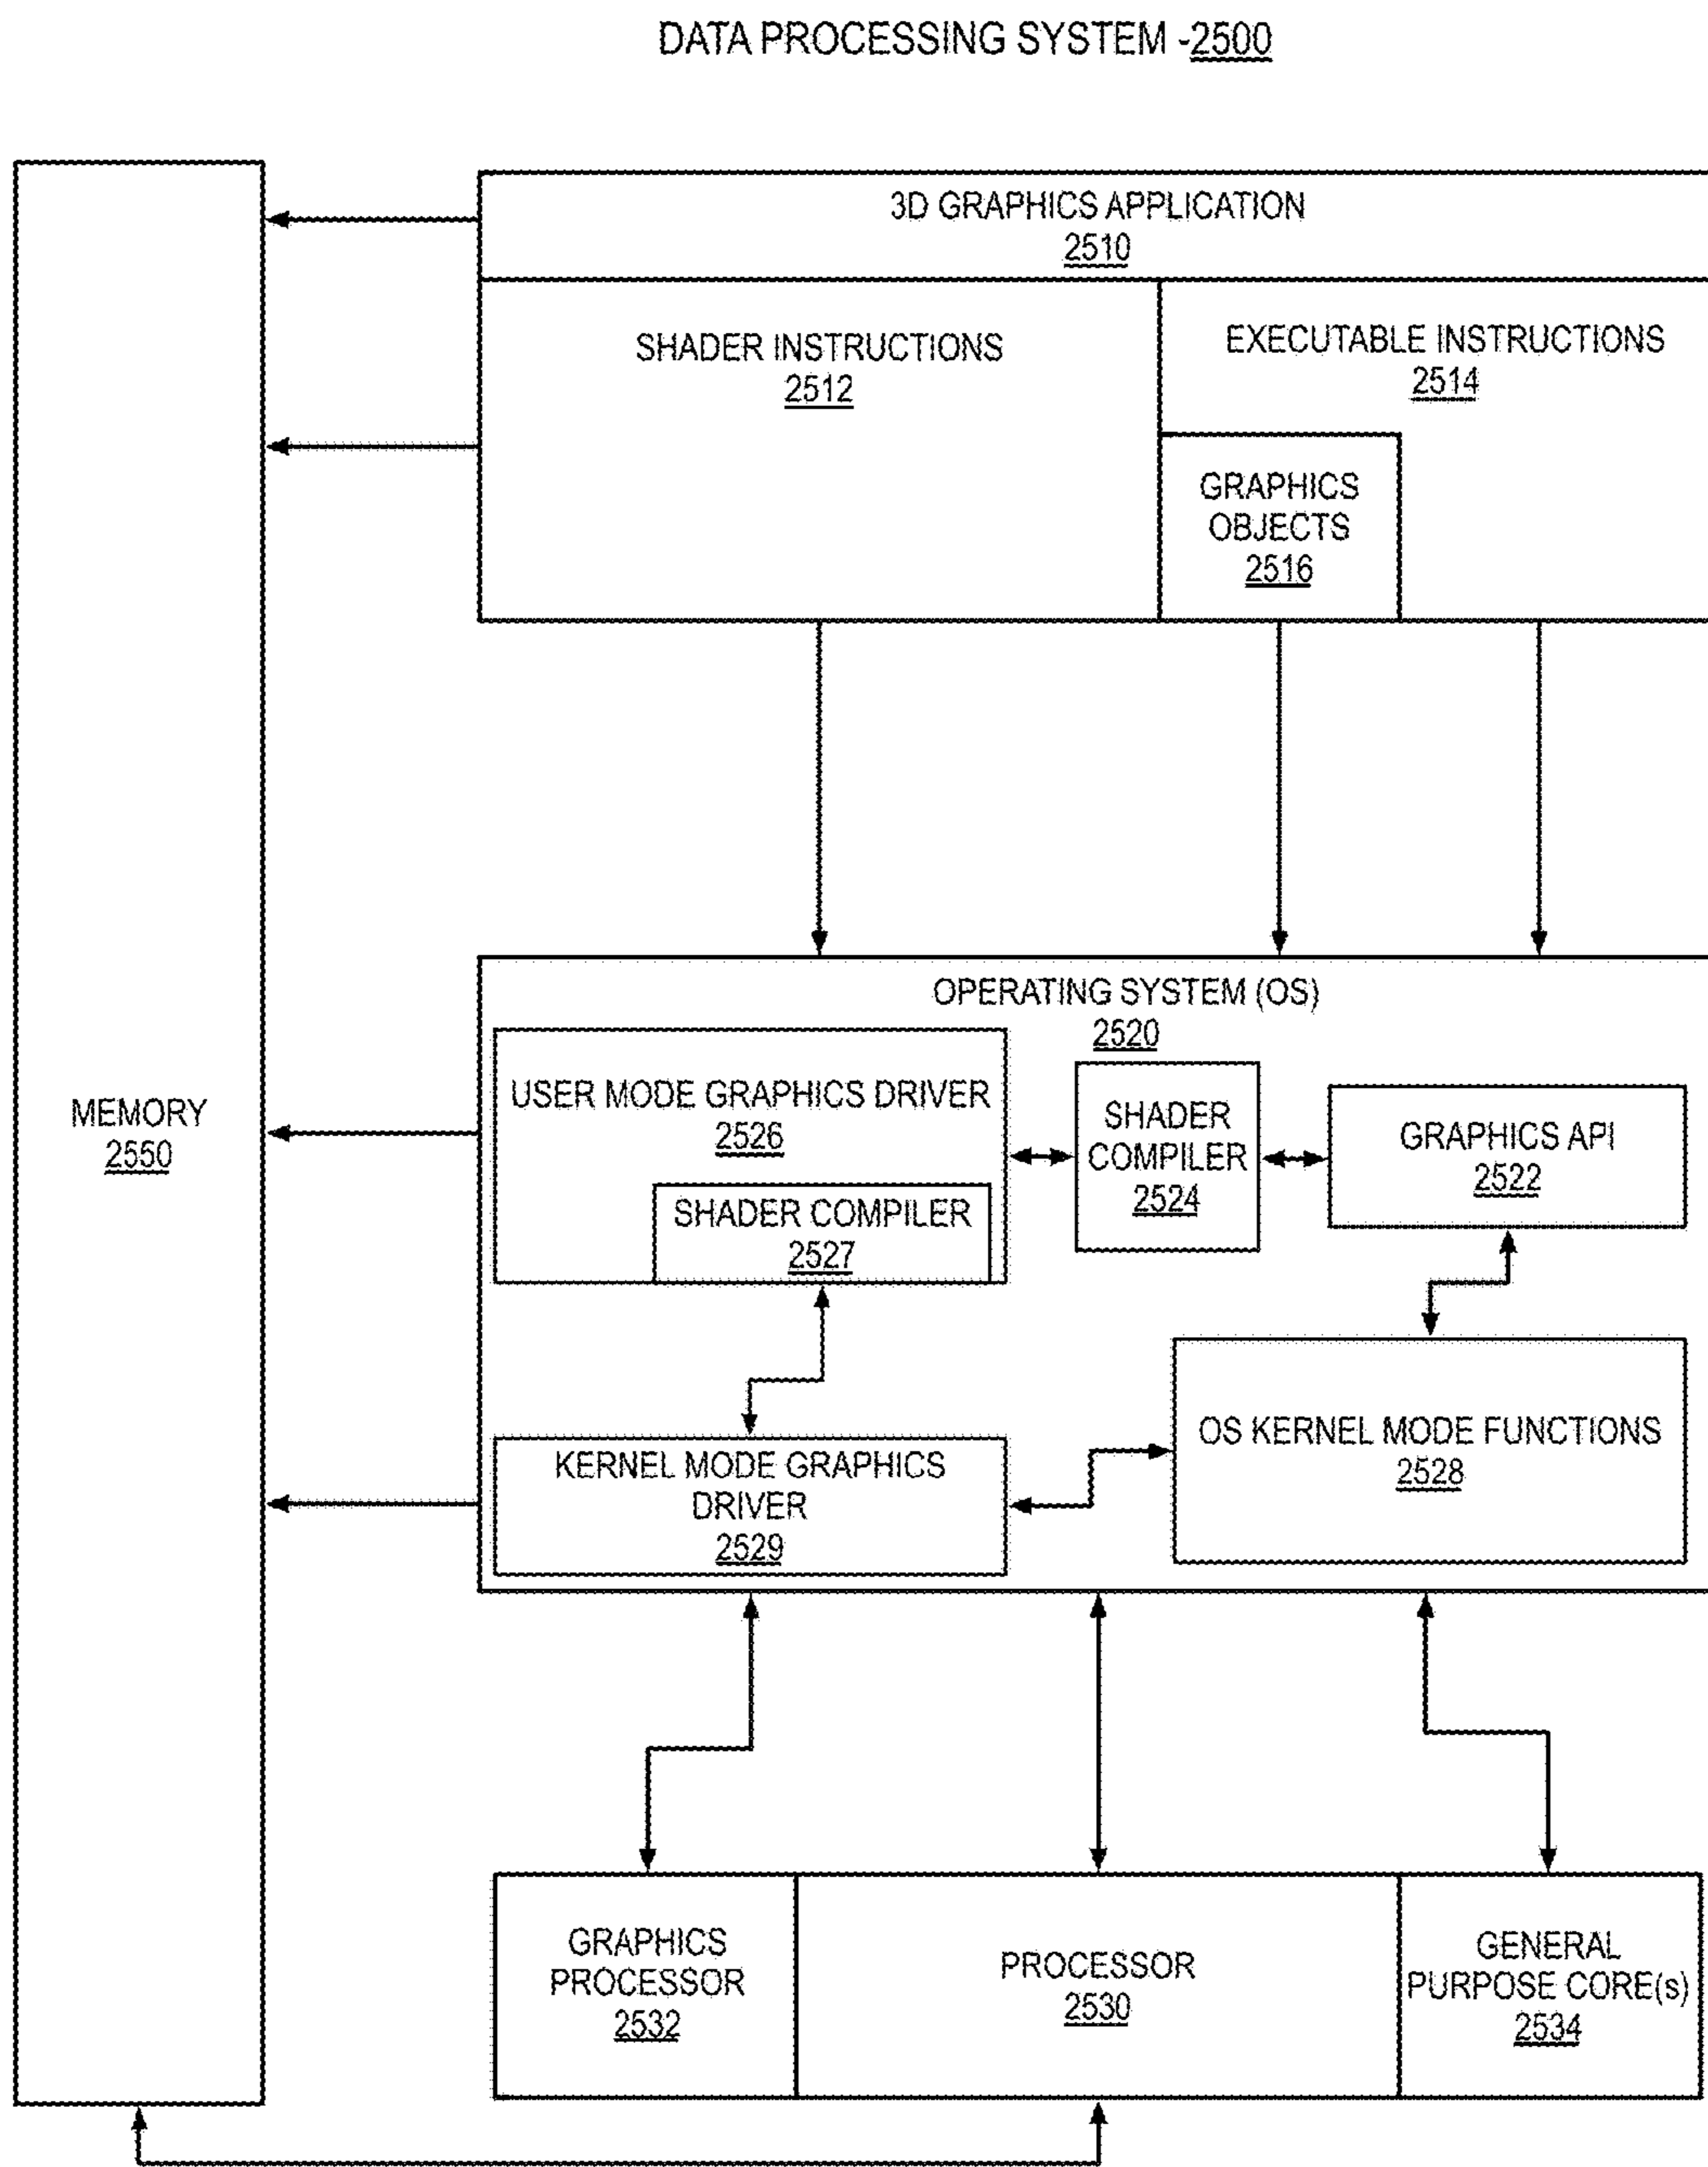 DATA PROCESSING SYSTEM -2500
3D GRAPHICS APPLICATION
2510
SHADER INSTRUCTIONS
2512
EXECUTABLE INSTRUCTIONS
2514
GRAPHICS
OBJECTS
2516
MEMORY
2550
OPERATING SYSTEM (OS)
2520
USER MODE GRAPHICS DRIVER
2526
SHADER COMPILER
2527
SHADER
COMPILER
2524
GRAPHICS API
2522
KERNEL MODE GRAPHICS
DRIVER
2529
OS KERNEL MODE FUNCTIONS
2528
GRAPHICS
PROCESSOR
2532
PROCESSOR
2530
GENERAL
PURPOSE CORE(s)
2534